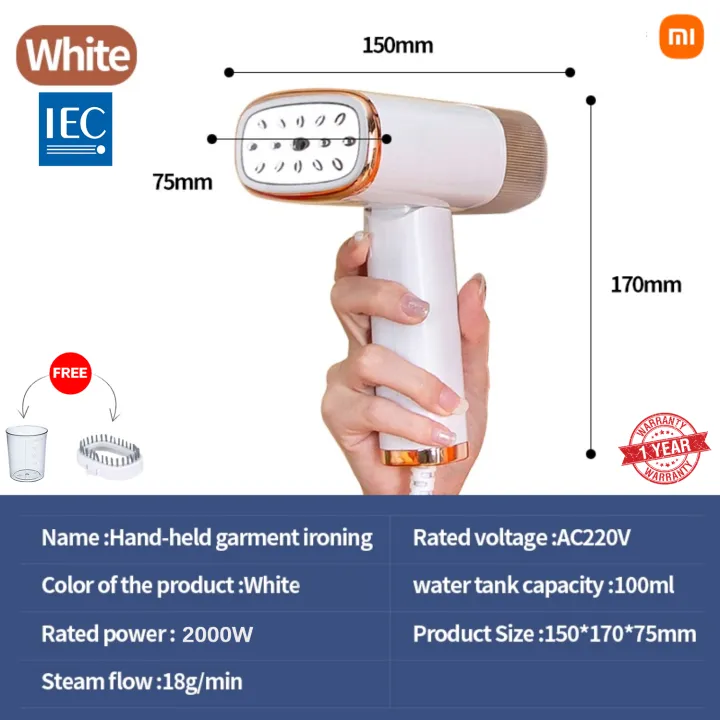 White
IEC
150mm
mi
75mm
170mm
FREE
WARRANTY
1 YEAR
WARRANTY
Name :Hand-held garment ironing
Rated voltage :AC220V
Color of the product :White
water tank capacity :100ml
Rated power : 2000W
Product Size :150*170*75mm
Steam flow :18g/min